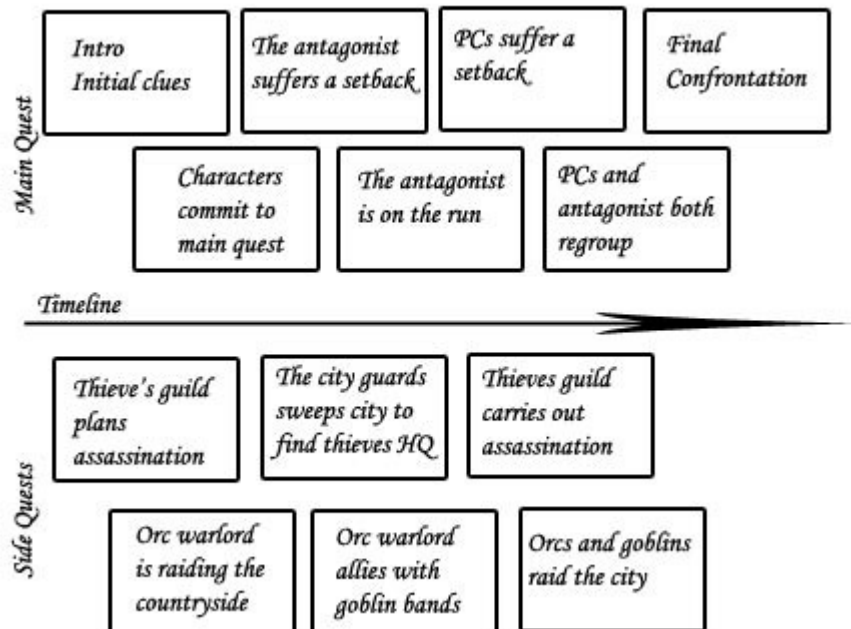 Main Quest
Intro
Initial clues
The antagonist
suffers a setback
PCs suffer a
setback
Final
Confrontation
Characters
commit to
main quest
The antagonist
is on the run
PCs and
antagonist both
regroup
Timeline
Side Quests
Thieve's guild
plans
assassination
The city guards
sweeps city to
find thieves HQ
Thieves guild
carries out
assassination
Orc warlord
is raiding the
countryside
Orc warlord
allies with
goblin bands
Orcs and goblins
raid the city